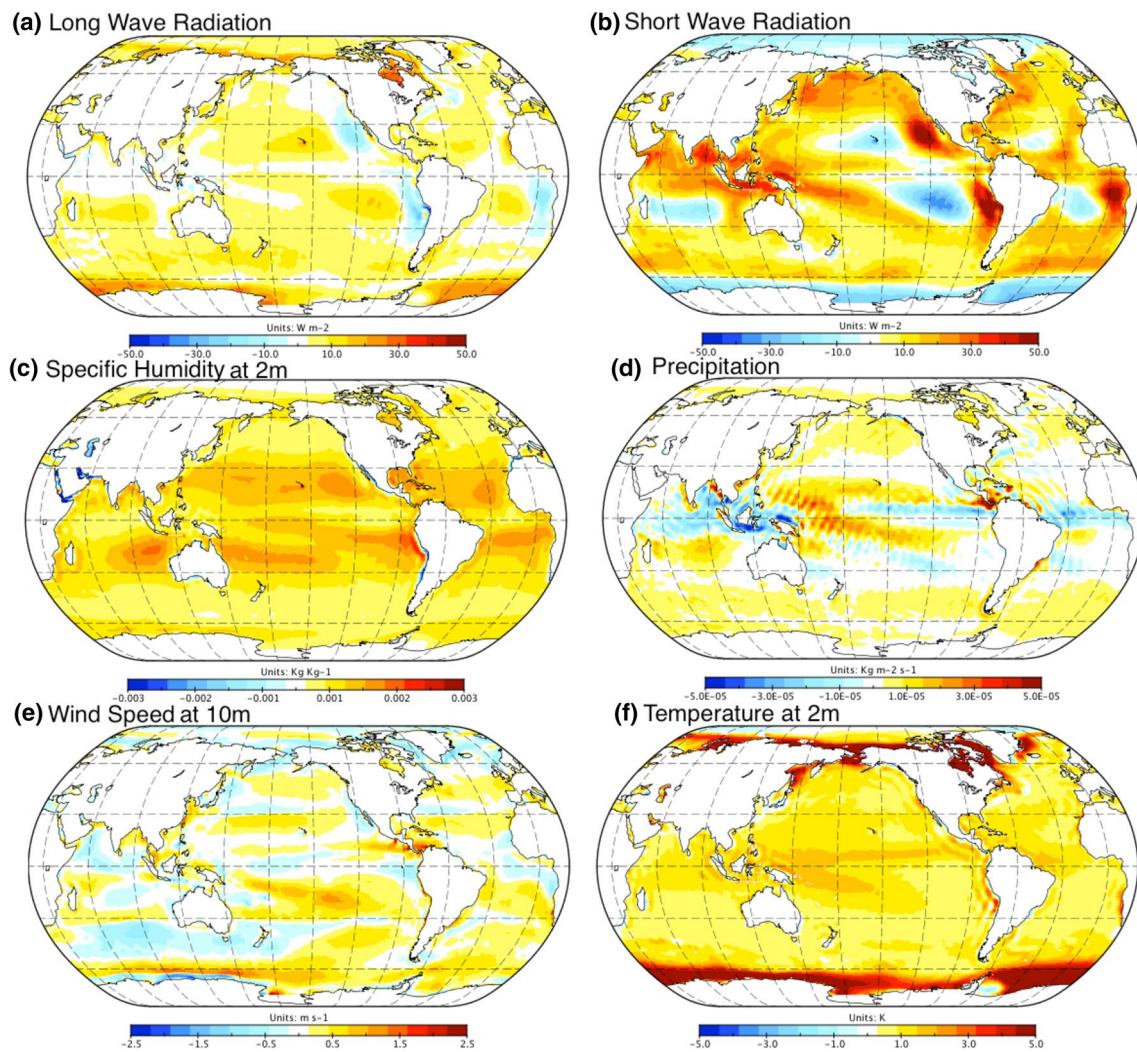 (a) Long Wave Radiation
(b) Short Wave Radiation
Units: W m-2
-50.0 -30.0 -10.0 10.0 30.0 50.0
Units: W m-2
-50.0 -30.0 -10.0 10.0 30.0 50.0
(c) Specific Humidity at 2m
(d) Precipitation
Units: Kg Kg-1
-0.003 -0.002 -0.001 0.001 0.002 0.003
Units: Kg m-2 s-1
-5.0E-05 -3.0E-05 -1.0E-05 1.0E-05 3.0E-05 5.0E-05
(e) Wind Speed at 10m
(f) Temperature at 2m
Units: m s-1
-2.5 -1.5 -0.5 0.5 1.5 2.5
Units: K
-5.0 -3.0 -1.0 1.0 3.0 5.0